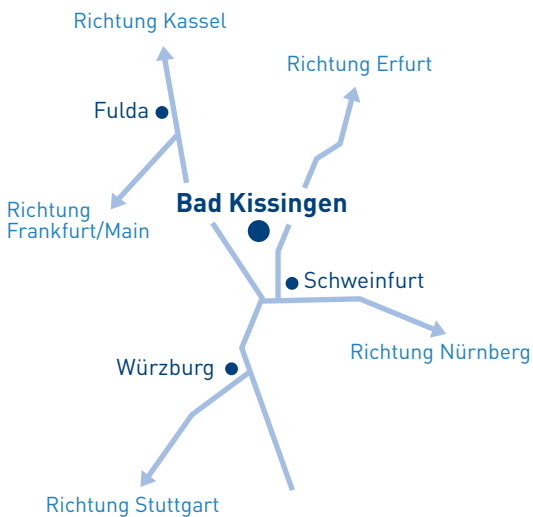 Richtung Kassel
Richtung Erfurt
Fulda
Bad Kissingen
Richtung
Frankfurt/Main
Schweinfurt
Richtung Nürnberg
Würzburg
Richtung Stuttgart